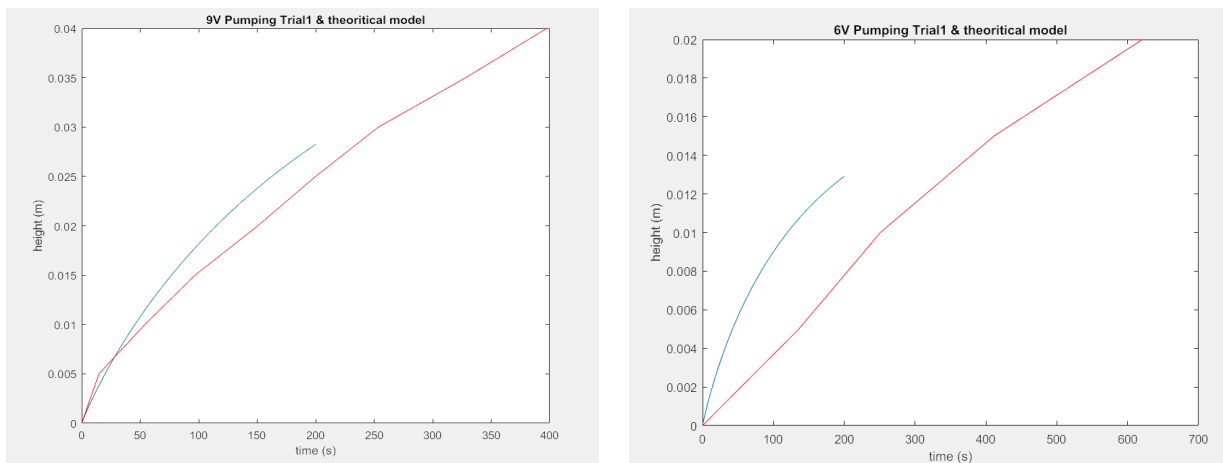 9V Pumping Trial1 & theoritical model
0.04
0.035
0.03
0.025
0.02
0.015
0.01
0.005
0
height (m)
0 50 100 150 200 250 300 350 400
time (s)
6V Pumping Trial1 & theoritical model
0.02
0.018
0.016
0.014
0.012
0.01
0.008
0.006
0.004
0.002
0
height (m)
0 100 200 300 400 500 600 700
time (s)